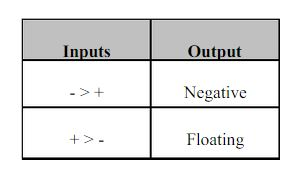 Inputs Output
- > + Negative
+ > - Floating